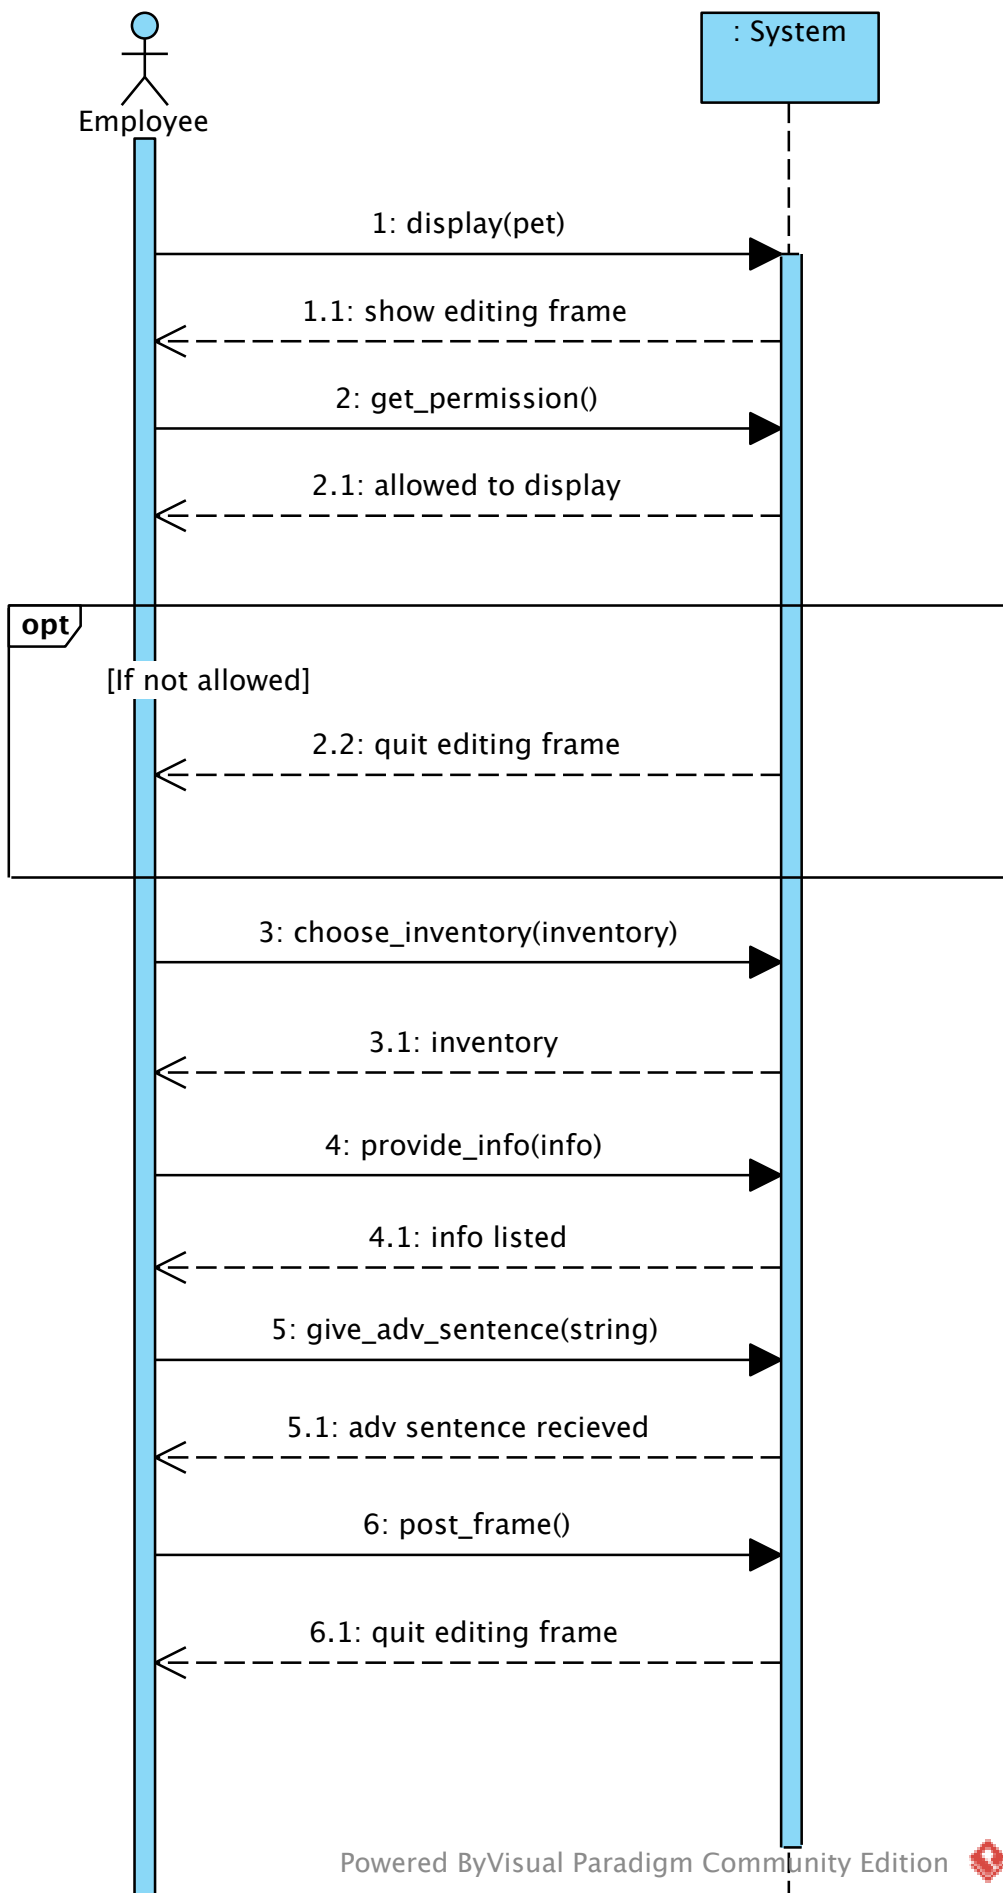 : System
Employee
1: display(pet)
1.1: show editing frame
2: get_permission()
2.1: allowed to display
opt
[If not allowed]
2.2: quit editing frame
3: choose_inventory(inventory)
3.1: inventory
4: provide_info(info)
4.1: info listed
5: give_adv_sentence(string)
5.1: adv sentence recieved
6: post_frame()
6.1: quit editing frame
Powered ByVisual Paradigm Community Edition